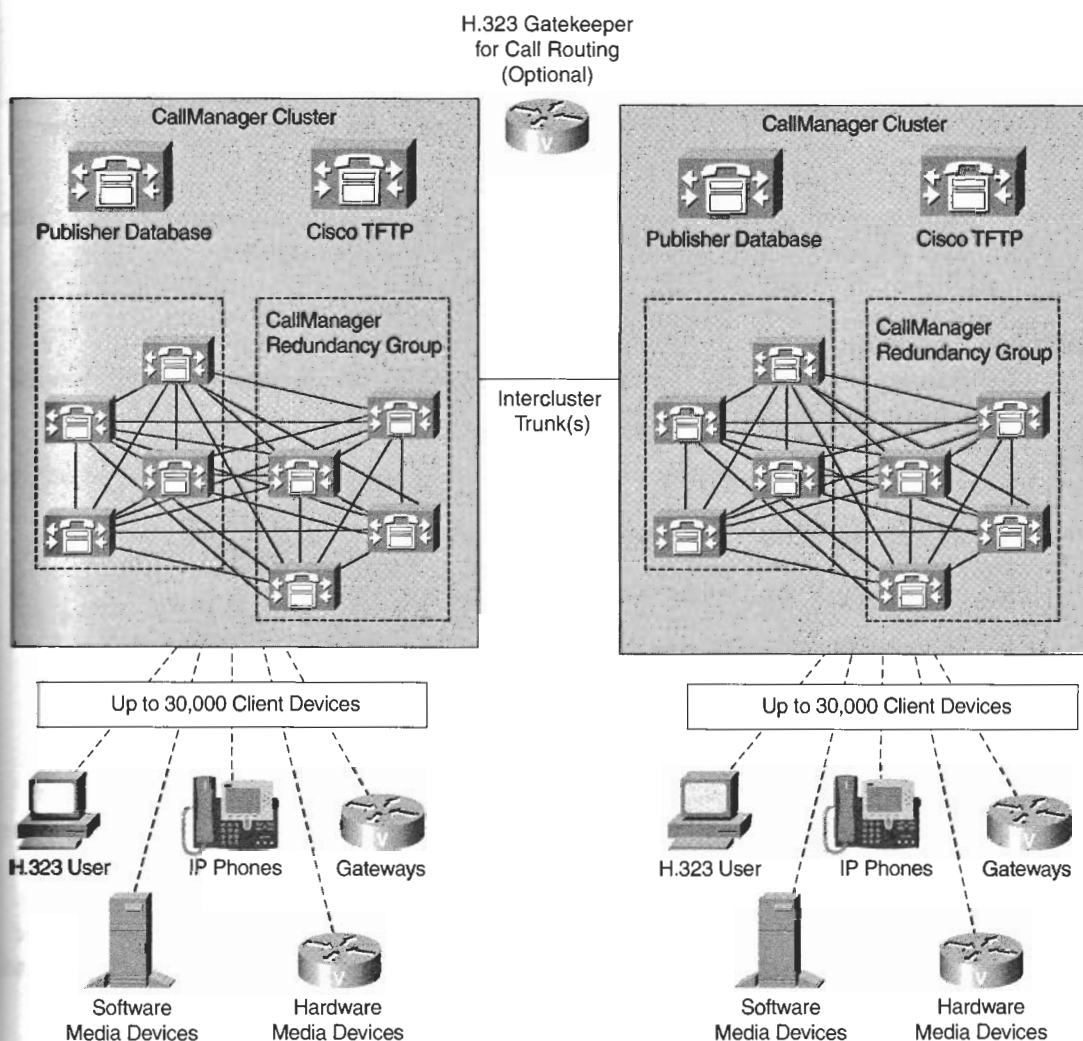 H.323 Gatekeeper
for Call Routing
(Optional)
V
CallManager Cluster
Publisher Database
Cisco TFTP
CallManager
Redundancy Group
Intercluster
Trunk(s)
CallManager Cluster
Publisher Database
Cisco TFTP
CallManager
Redundancy Group
Up to 30,000 Client Devices
H.323 User
IP Phones
V
Gateways
Software
Media Devices
V
Hardware
Media Devices
Up to 30,000 Client Devices
H.323 User
IP Phones
V
Gateways
Software
Media Devices
V
Hardware
Media Devices